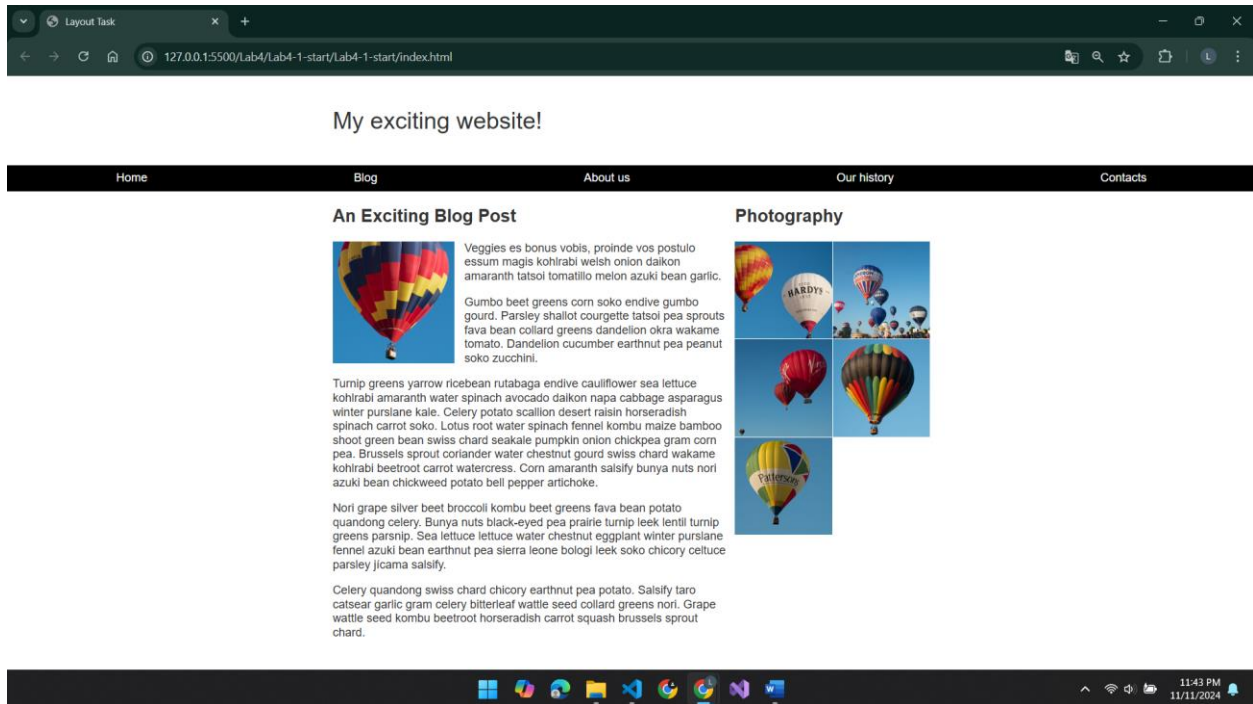 Layout Task
127.0.0.1:5500/Lab4/Lab4-1-start/Lab4-1-start/index.html
L
My exciting website!
Home
Blog
About us
Our history
Contacts
An Exciting Blog Post
Veggies es bonus vobis, proinde vos postulo
essum magis kohlrabi welsh onion daikon
amaranth tatsoi tomatillo melon azuki bean garlic.
Gumbo beet greens corn soko endive gumbo
gourd. Parsley shallot courgette tatsoi pea sprouts
fava bean collard greens dandelion okra wakame
tomato. Dandelion cucumber earthnut pea peanut
soko zucchini.
Turnip greens yarrow ricebean rutabaga endive cauliflower sea lettuce
kohlrabi amaranth water spinach avocado daikon napa cabbage asparagus
winter purslane kale. Celery potato scallion desert raisin horseradish
spinach carrot soko. Lotus root water spinach fennel kombu maize bamboo
shoot green bean swiss chard seakale pumpkin onion chickpea gram corn
pea. Brussels sprout coriander water chestnut gourd swiss chard wakame
kohlrabi beetroot carrot watercress. Corn amaranth salsify bunya nuts nori
azuki bean chickweed potato bell pepper artichoke.
Nori grape silver beet broccoli kombu beet greens fava bean potato
quandong celery. Bunya nuts black-eyed pea prairie turnip leek lentil turnip
greens parsnip. Sea lettuce lettuce water chestnut eggplant winter purslane
fennel azuki bean earthnut pea sierra leone bologi leek soko chicory celtuce
parsley jícama salsify.
Celery quandong swiss chard chicory earthnut pea potato. Salsify taro
catsear garlic gram celery bitterleaf wattle seed collard greens nori. Grape
wattle seed kombu beetroot horseradish carrot squash brussels sprout
chard.
Photography
HARDYS
Patterson
11:43 PM
11/11/2024